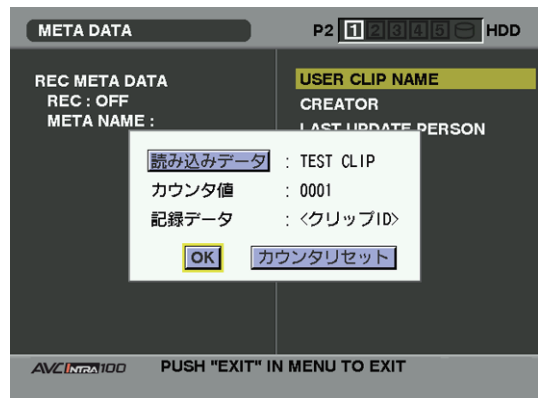 META DATA
P2 1 2 3 4 5 HDD
REC META DATA
REC : OFF
META NAME :
USER CLIP NAME
CREATOR
LAST UPDATE PERSON
読み込みデータ : TEST CLIP
カウンタ値 : 0001
記録データ : <クリップID>
OK カウンタリセット
AVC INTRA 100 PUSH "EXIT" IN MENU TO EXIT